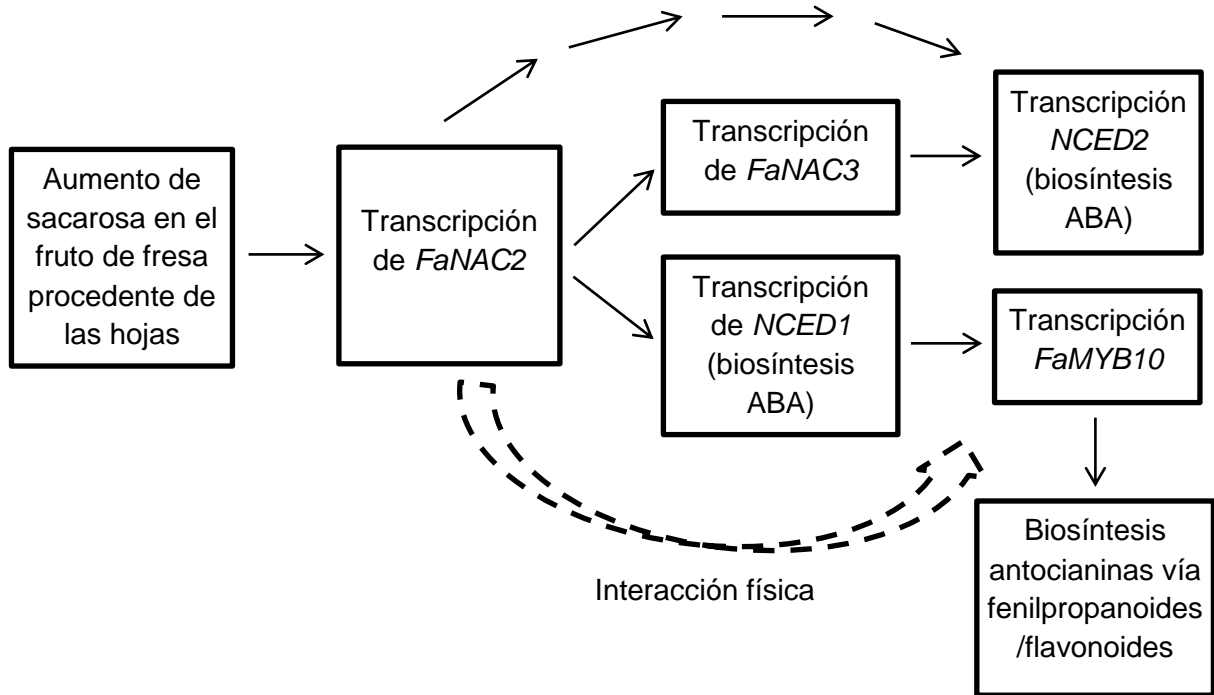 Aumento de
sacarosa en el
fruto de fresa
procedente de
las hojas
Transcripción
de FaNAC2
Transcripción
de FaNAC3
Transcripción
NCED2
(biosíntesis
ABA)
Transcripción
de NCED1
(biosíntesis
ABA)
Transcripción
FaMYB10
Interacción física
Biosíntesis
antocianinas vía
fenilpropanoides
/flavonoides